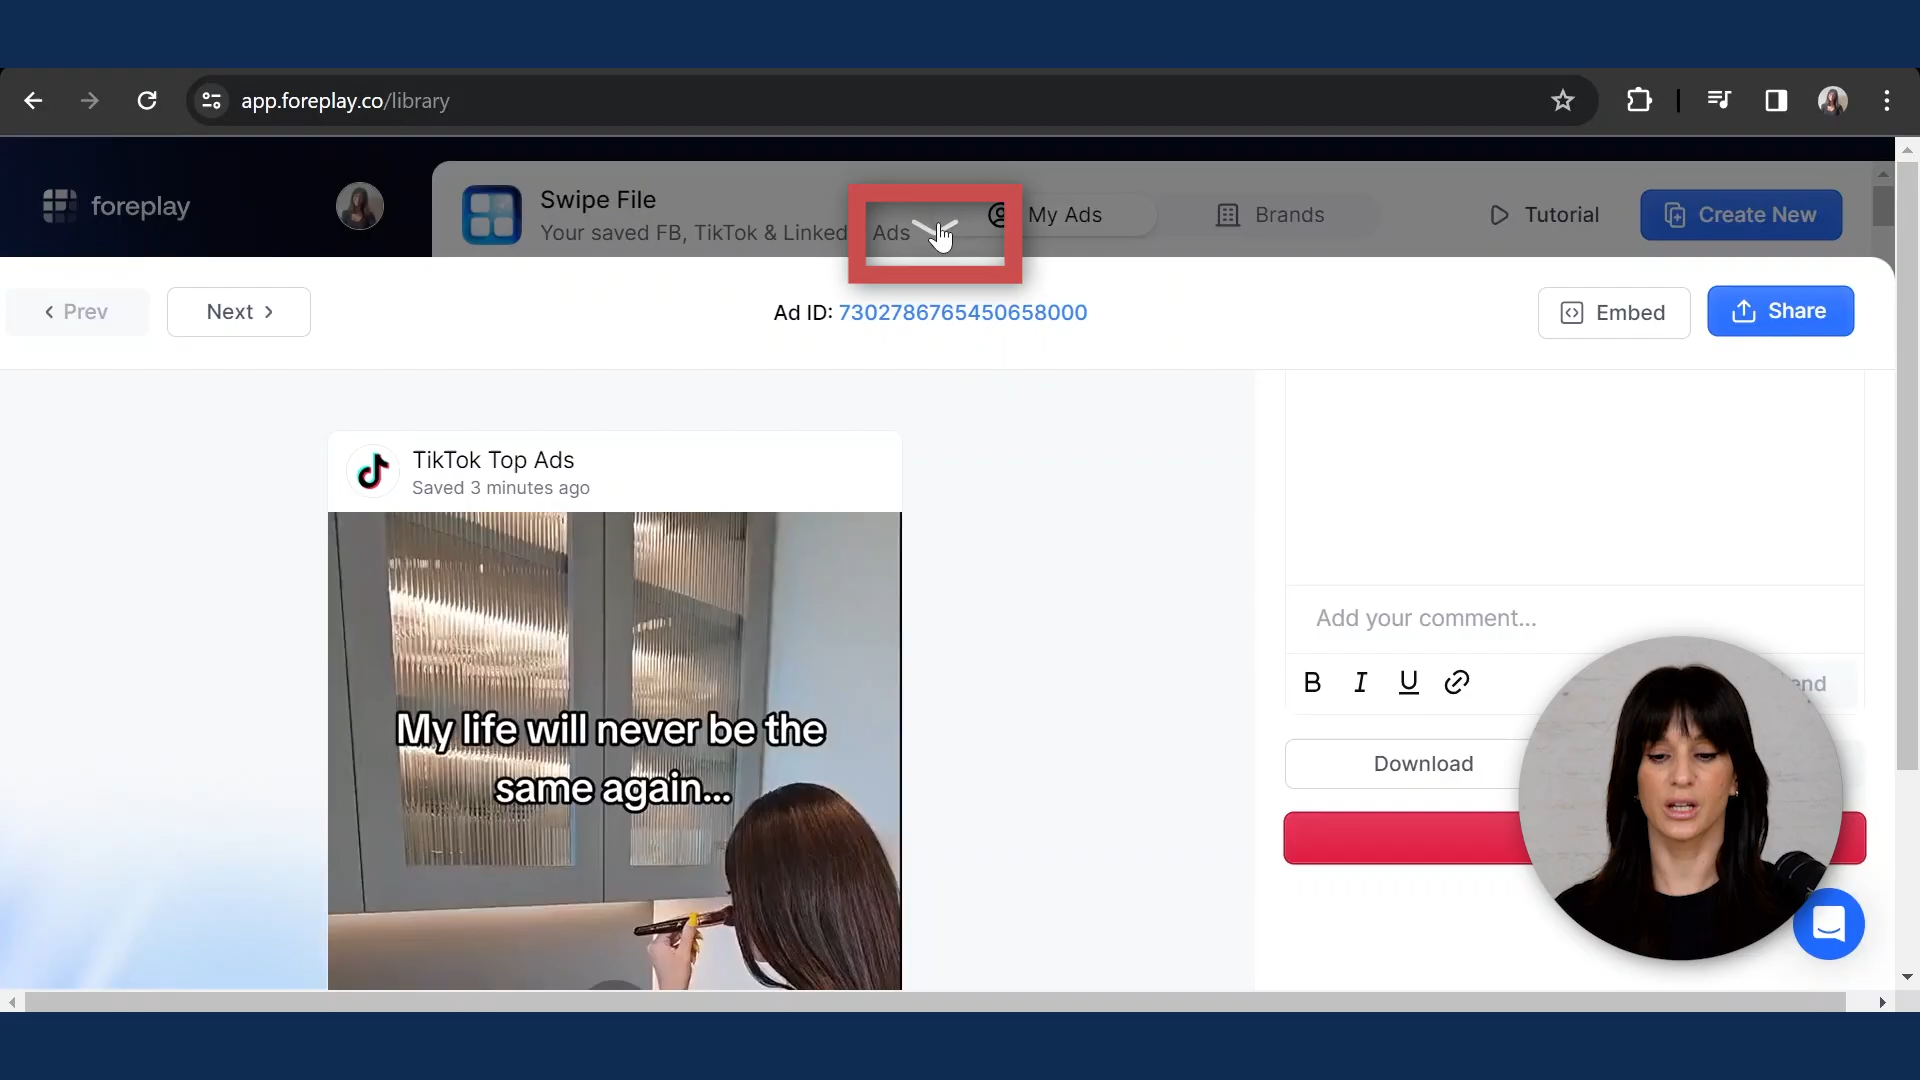 app.foreplay.co/library
foreplay
Swipe File
Your saved FB, TikTok & Linked Ads
My Ads
Brands
Tutorial
Create New
Prev
Next
Ad ID: 7302786765450658000
Embed
Share
TikTok Top Ads
Saved 3 minutes ago
My life will never be the
same again...
Add your comment...
B I U
Download